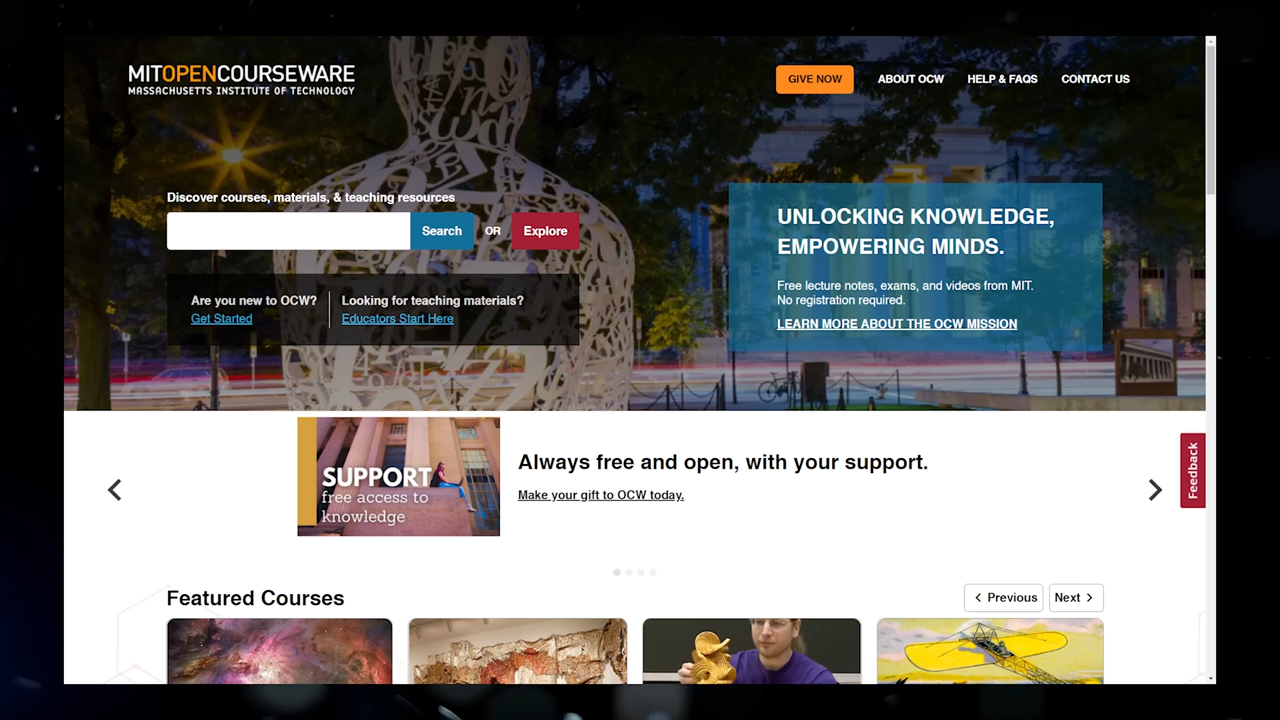 MITOPENCOURSEWARE
MASSACHUSETTS INSTITUTE OF TECHNOLOGY
GIVE NOW
ABOUT OCW
HELP & FAQS
CONTACT US
Discover courses, materials, & teaching resources
Search
OR
Explore
Are you new to OCW?
Get Started
Looking for teaching materials?
Educators Start Here
UNLOCKING KNOWLEDGE,
EMPOWERING MINDS.
Free lecture notes, exams, and videos from MIT.
No registration required.
LEARN MORE ABOUT THE OCW MISSION
SUPPORT
free access to
knowledge
Always free and open, with your support.
Make your gift to OCW today.
Feedback
Featured Courses
Previous
Next